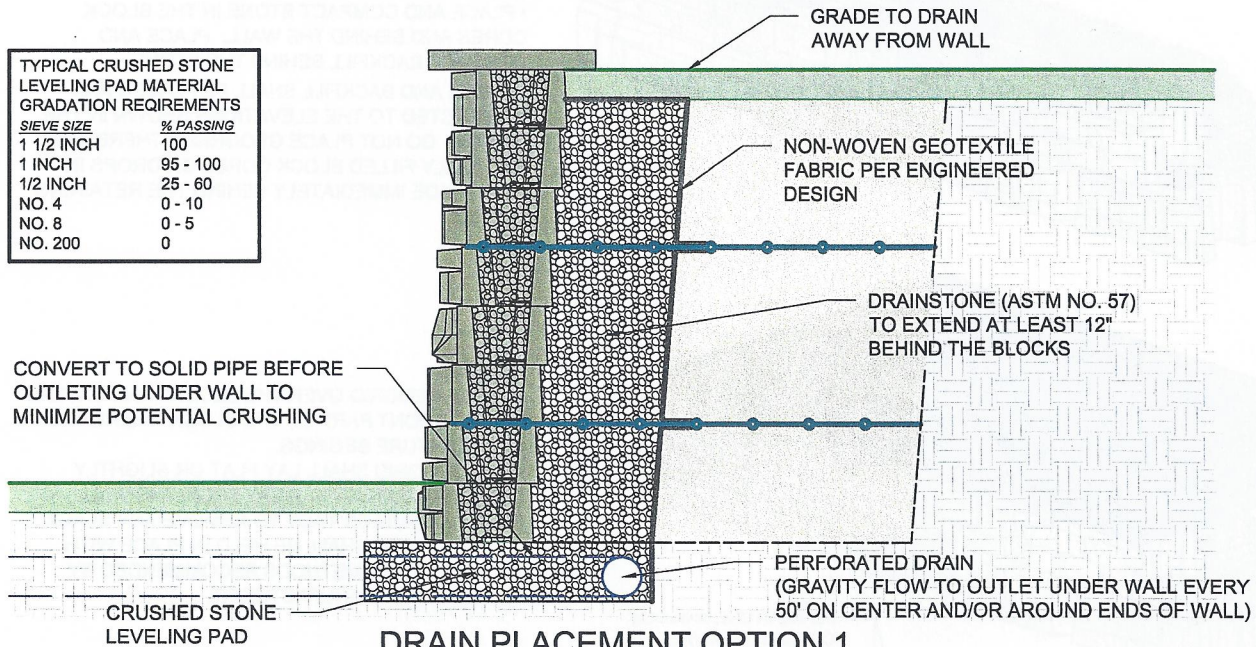 GRADE TO DRAIN
AWAY FROM WALL
TYPICAL CRUSHED STONE
LEVELING PAD MATERIAL
GRADATION REQIREMENTS
SIEVE SIZE % PASSING
1 1/2 INCH 100
1 INCH 95 - 100
1/2 INCH 25 - 60
NO. 4 0 - 10
NO. 8 0 - 5
NO. 200 0
NON-WOVEN GEOTEXTILE
FABRIC PER ENGINEERED
DESIGN
DRAINSTONE (ASTM NO. 57)
TO EXTEND AT LEAST 12"
BEHIND THE BLOCKS
CONVERT TO SOLID PIPE BEFORE
OUTLETING UNDER WALL TO
MINIMIZE POTENTIAL CRUSHING
PERFORATED DRAIN
(GRAVITY FLOW TO OUTLET UNDER WALL EVERY
50' ON CENTER AND/OR AROUND ENDS OF WALL)
CRUSHED STONE
LEVELING PAD
DRAIN PLACEMENT OPTION 1